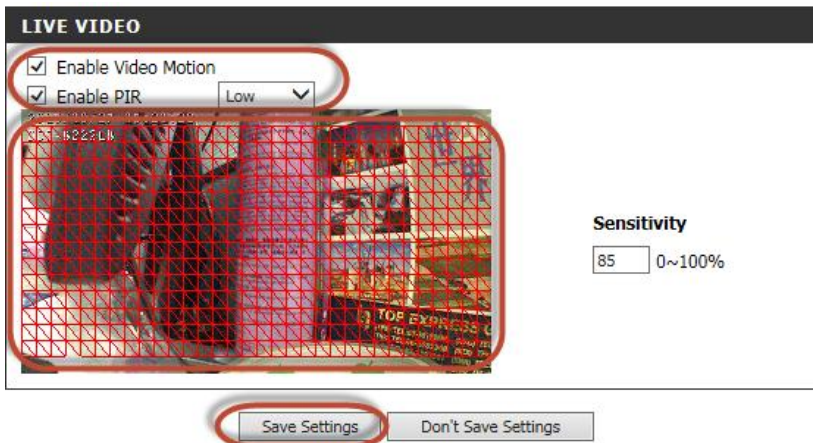 LIVE VIDEO
Enable Video Motion
Enable PIR Low
TOP EXPRESS
Sensitivity
85 0~100%
Save Settings Don't Save Settings